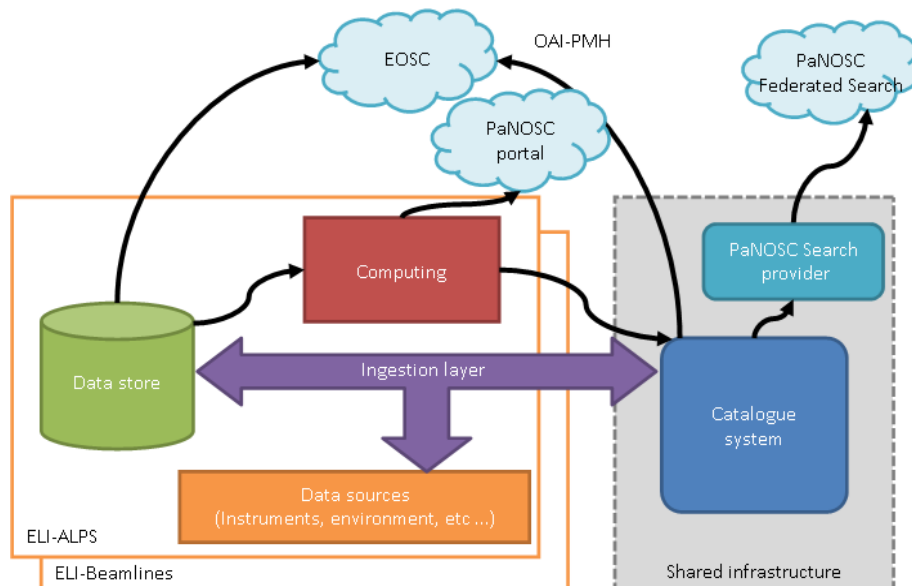 OAI-PMH
EOSC
PaNOSC
Federated Search
PaNOSC
portal
Computing
PaNOSC Search
provider
Data store
Ingestion layer
Catalogue
system
Data sources
(Instruments, environment, etc ...)
ELI-ALPS
ELI-Beamlines
Shared infrastructure